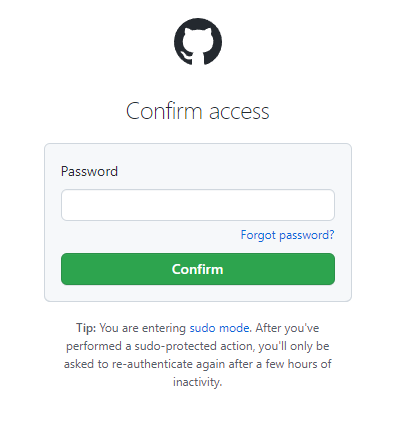 Confirm access
Password
Forgot password?
Confirm
Tip: You are entering sudo mode. After you've
performed a sudo-protected action, you'll only be
asked to re-authenticate again after a few hours of
inactivity.